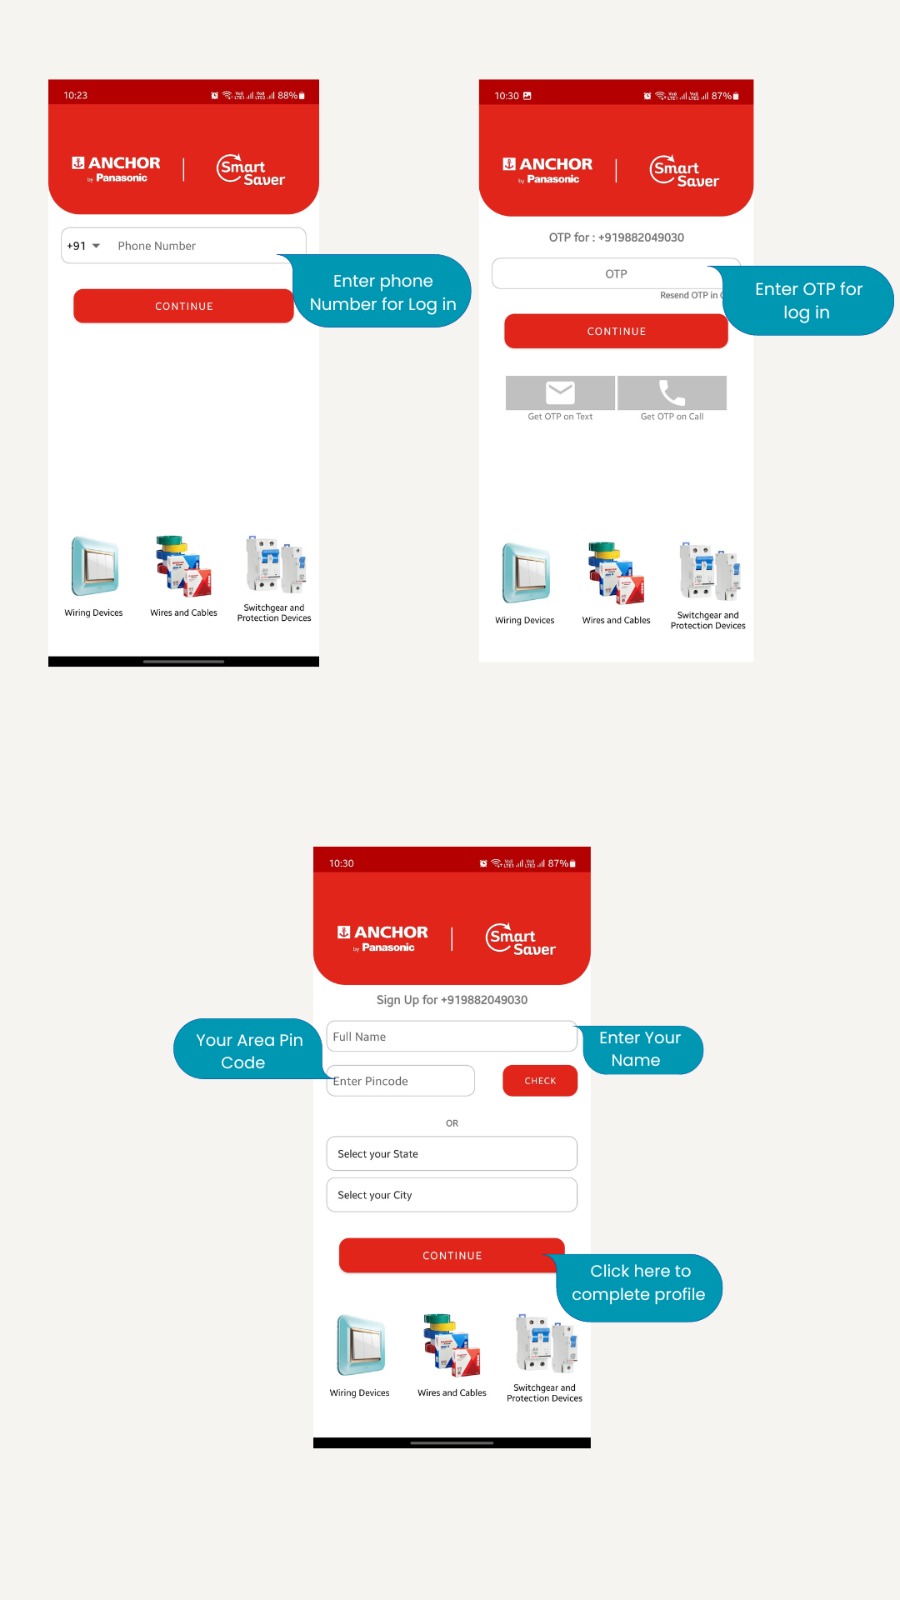 10:23
88%
ANCHOR
by Panasonic
Smart
Saver
+91
Phone Number
CONTINUE
Enter phone
Number for Log in
Wiring Devices
Wires and Cables
Switchgear and
Protection Devices
10:30
87%
ANCHOR
by Panasonic
Smart
Saver
OTP for : +919882049030
OTP
Resend OTP in
CONTINUE
Enter OTP for
log in
Get OTP on Text
Get OTP on Call
Wiring Devices
Wires and Cables
Switchgear and
Protection Devices
10:30
87%
ANCHOR
by Panasonic
Smart
Saver
Sign Up for +919882049030
Full Name
Enter Your
Name
Your Area Pin
Code
Enter Pincode
CHECK
OR
Select your State
Select your City
CONTINUE
Click here to
complete profile
Wiring Devices
Wires and Cables
Switchgear and
Protection Devices